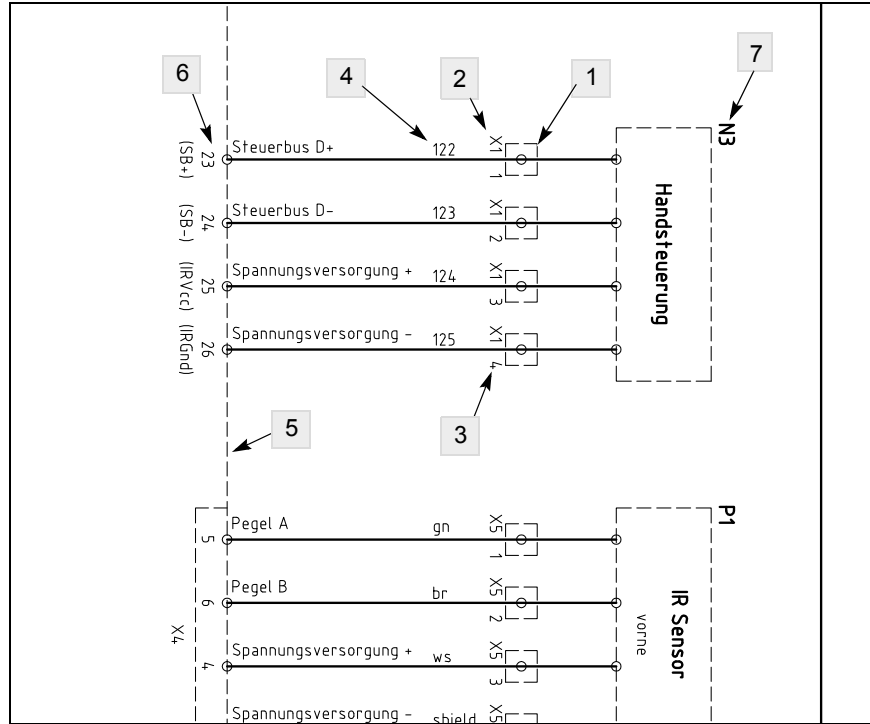 6
4
2
1
7
N3
(SB+)
23
Steuerbus D+
122
X1
1
(SB-)
24
Steuerbus D-
123
X1
2
Handsteuerung
(IRVcc)
25
Spannungsversorgung +
124
X1
3
(IRGnd)
26
Spannungsversorgung -
125
X1
4
5
3
P1
5
Pegel A
gn
X5
1
6
Pegel B
br
X5
2
IR Sensor
vorne
X4
4
Spannungsversorgung +
ws
X5
3
Spannungsversorgung -
shield
X5